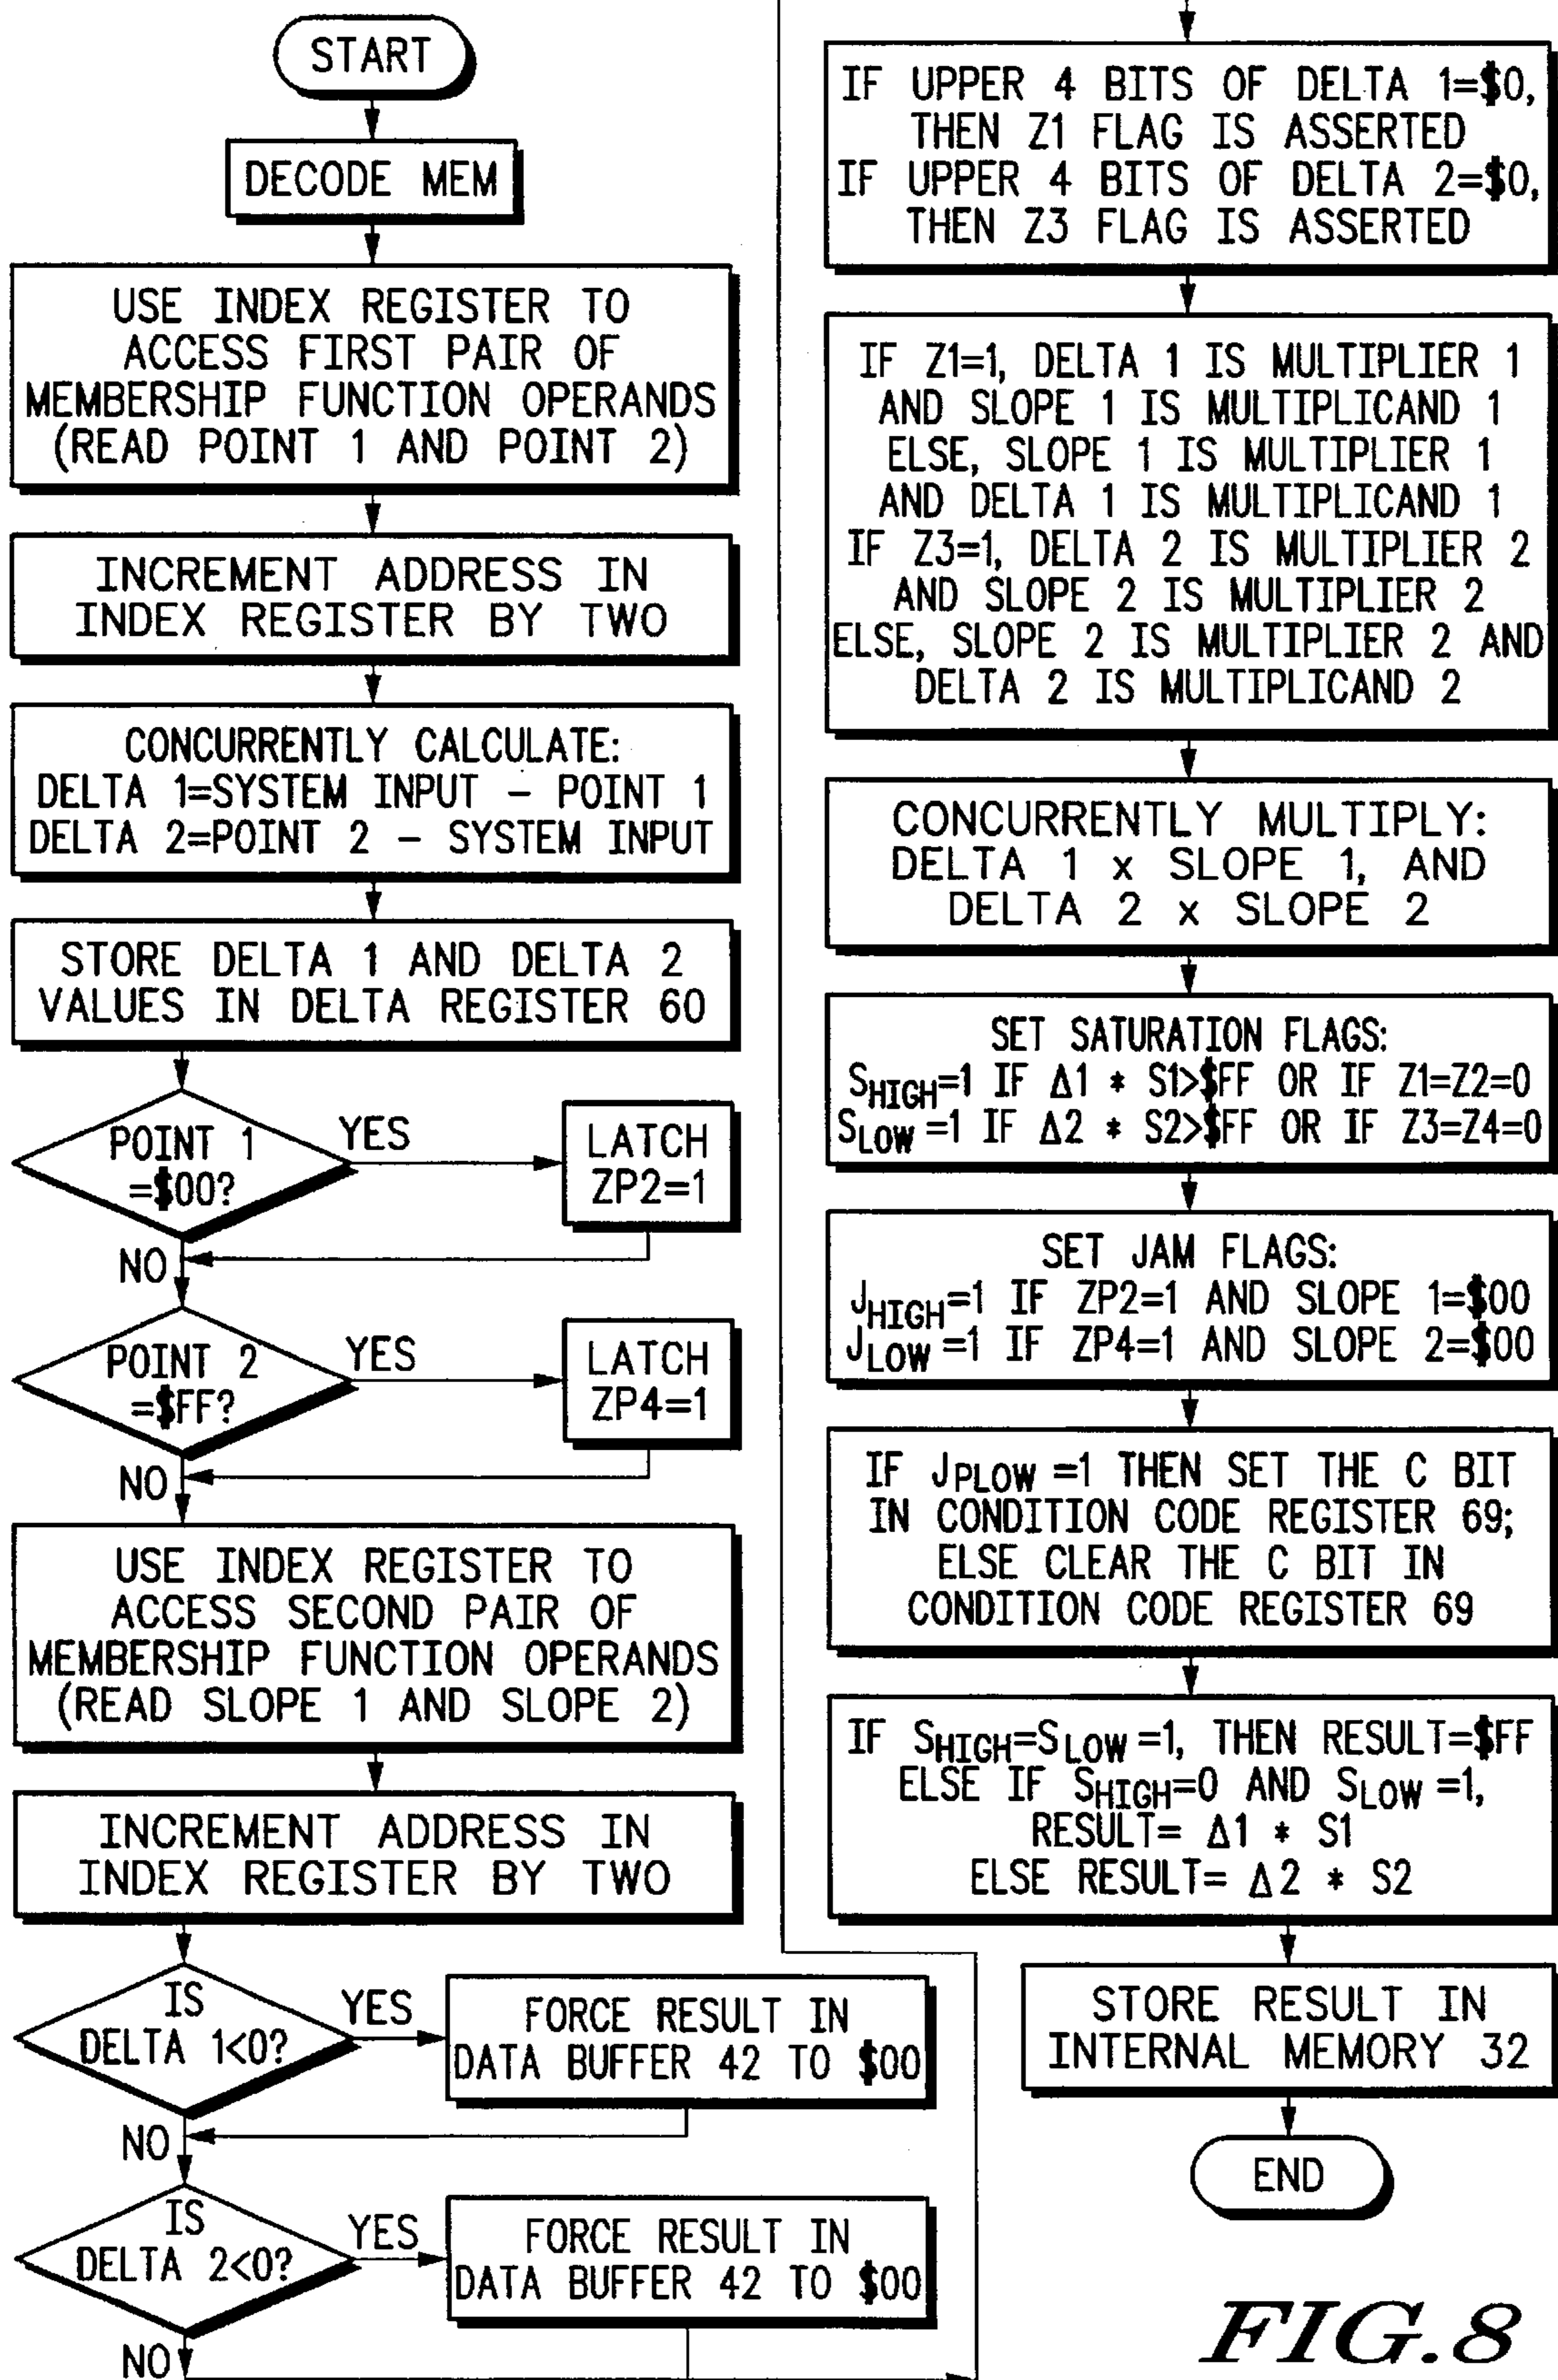 START
DECODE MEM
USE INDEX REGISTER TO
ACCESS FIRST PAIR OF
MEMBERSHIP FUNCTION OPERANDS
(READ POINT 1 AND POINT 2)
INCREMENT ADDRESS IN
INDEX REGISTER BY TWO
CONCURRENTLY CALCULATE:
DELTA 1=SYSTEM INPUT - POINT 1
DELTA 2=POINT 2 - SYSTEM INPUT
STORE DELTA 1 AND DELTA 2
VALUES IN DELTA REGISTER 60
POINT 1
=$00?
YES
LATCH
ZP2=1
NO
POINT 2
=$FF?
YES
LATCH
ZP4=1
NO
USE INDEX REGISTER TO
ACCESS SECOND PAIR OF
MEMBERSHIP FUNCTION OPERANDS
(READ SLOPE 1 AND SLOPE 2)
INCREMENT ADDRESS IN
INDEX REGISTER BY TWO
IS
DELTA 1<0?
YES
FORCE RESULT IN
DATA BUFFER 42 TO $00
NO
IS
DELTA 2<0?
YES
FORCE RESULT IN
DATA BUFFER 42 TO $00
NO
IF UPPER 4 BITS OF DELTA 1=$0,
THEN Z1 FLAG IS ASSERTED
IF UPPER 4 BITS OF DELTA 2=$0,
THEN Z3 FLAG IS ASSERTED
IF Z1=1, DELTA 1 IS MULTIPLIER 1
AND SLOPE 1 IS MULTIPLICAND 1
ELSE, SLOPE 1 IS MULTIPLIER 1
AND DELTA 1 IS MULTIPLICAND 1
IF Z3=1, DELTA 2 IS MULTIPLIER 2
AND SLOPE 2 IS MULTIPLIER 2
ELSE, SLOPE 2 IS MULTIPLIER 2 AND
DELTA 2 IS MULTIPLICAND 2
CONCURRENTLY MULTIPLY:
DELTA 1 x SLOPE 1, AND
DELTA 2 x SLOPE 2
SET SATURATION FLAGS:
SHIGH=1 IF Δ1 * S1>$FF OR IF Z1=Z2=0
SLOW =1 IF Δ2 * S2>$FF OR IF Z3=Z4=0
SET JAM FLAGS:
JHIGH=1 IF ZP2=1 AND SLOPE 1=$00
JLOW =1 IF ZP4=1 AND SLOPE 2=$00
IF JPLOW =1 THEN SET THE C BIT
IN CONDITION CODE REGISTER 69;
ELSE CLEAR THE C BIT IN
CONDITION CODE REGISTER 69
IF SHIGH=SLOW =1, THEN RESULT=$FF
ELSE IF SHIGH=0 AND SLOW =1,
RESULT= Δ1 * S1
ELSE RESULT= Δ2 * S2
STORE RESULT IN
INTERNAL MEMORY 32
END
FIG.8